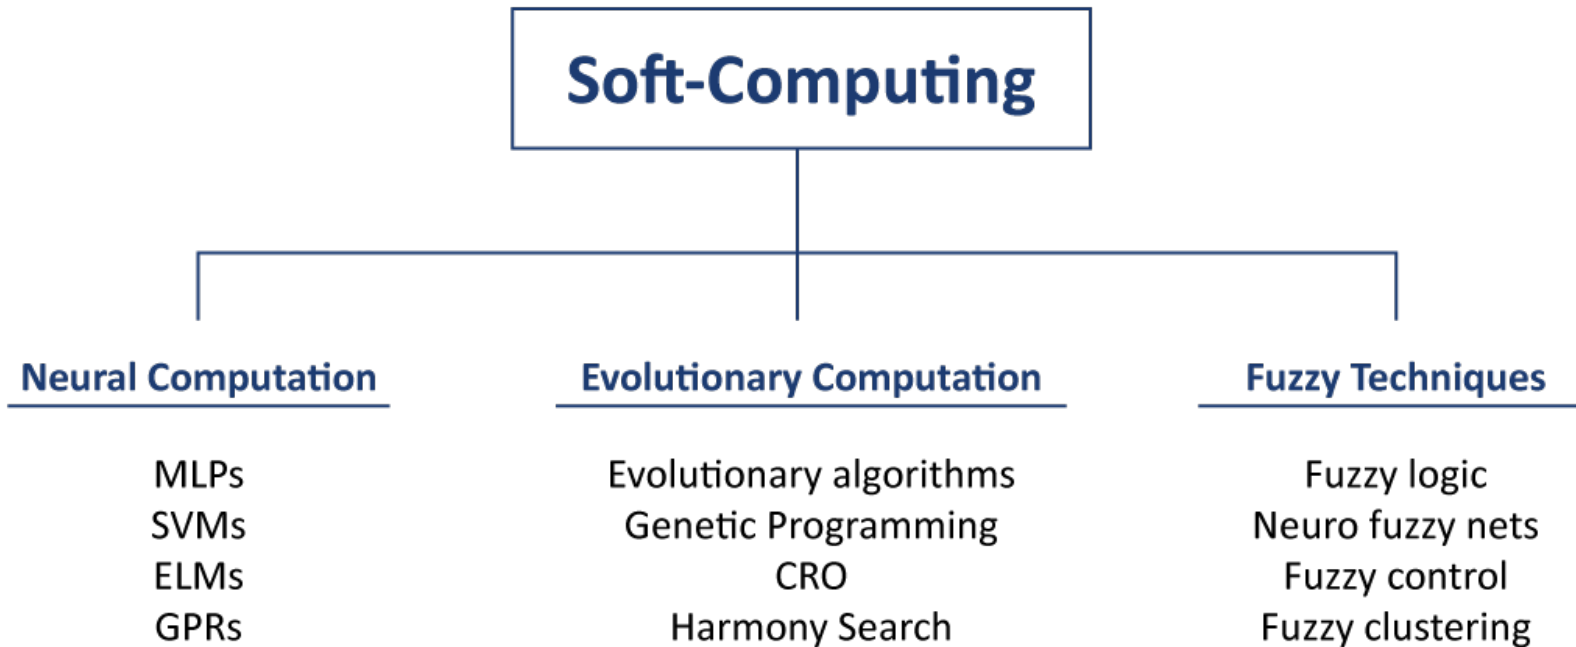 Soft-Computing
Neural Computation
MLPs
SVMs
ELMs
GPRs
Evolutionary Computation
Evolutionary algorithms
Genetic Programming
CRO
Harmony Search
Fuzzy Techniques
Fuzzy logic
Neuro fuzzy nets
Fuzzy control
Fuzzy clustering